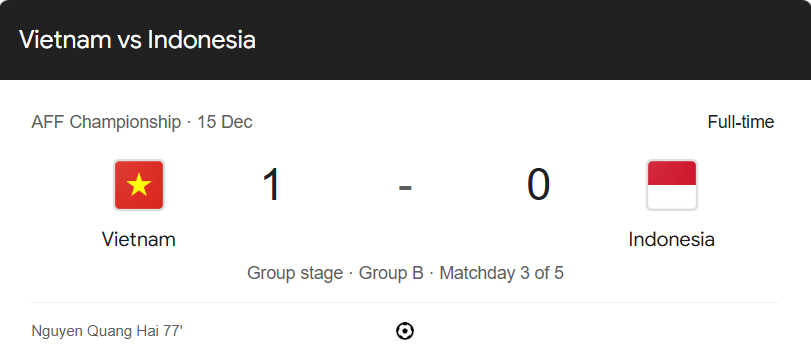 Vietnam vs Indonesia
AFF Championship · 15 Dec Full-time
1 - 0
Vietnam Indonesia
Group stage · Group B · Matchday 3 of 5
Nguyen Quang Hai 77'